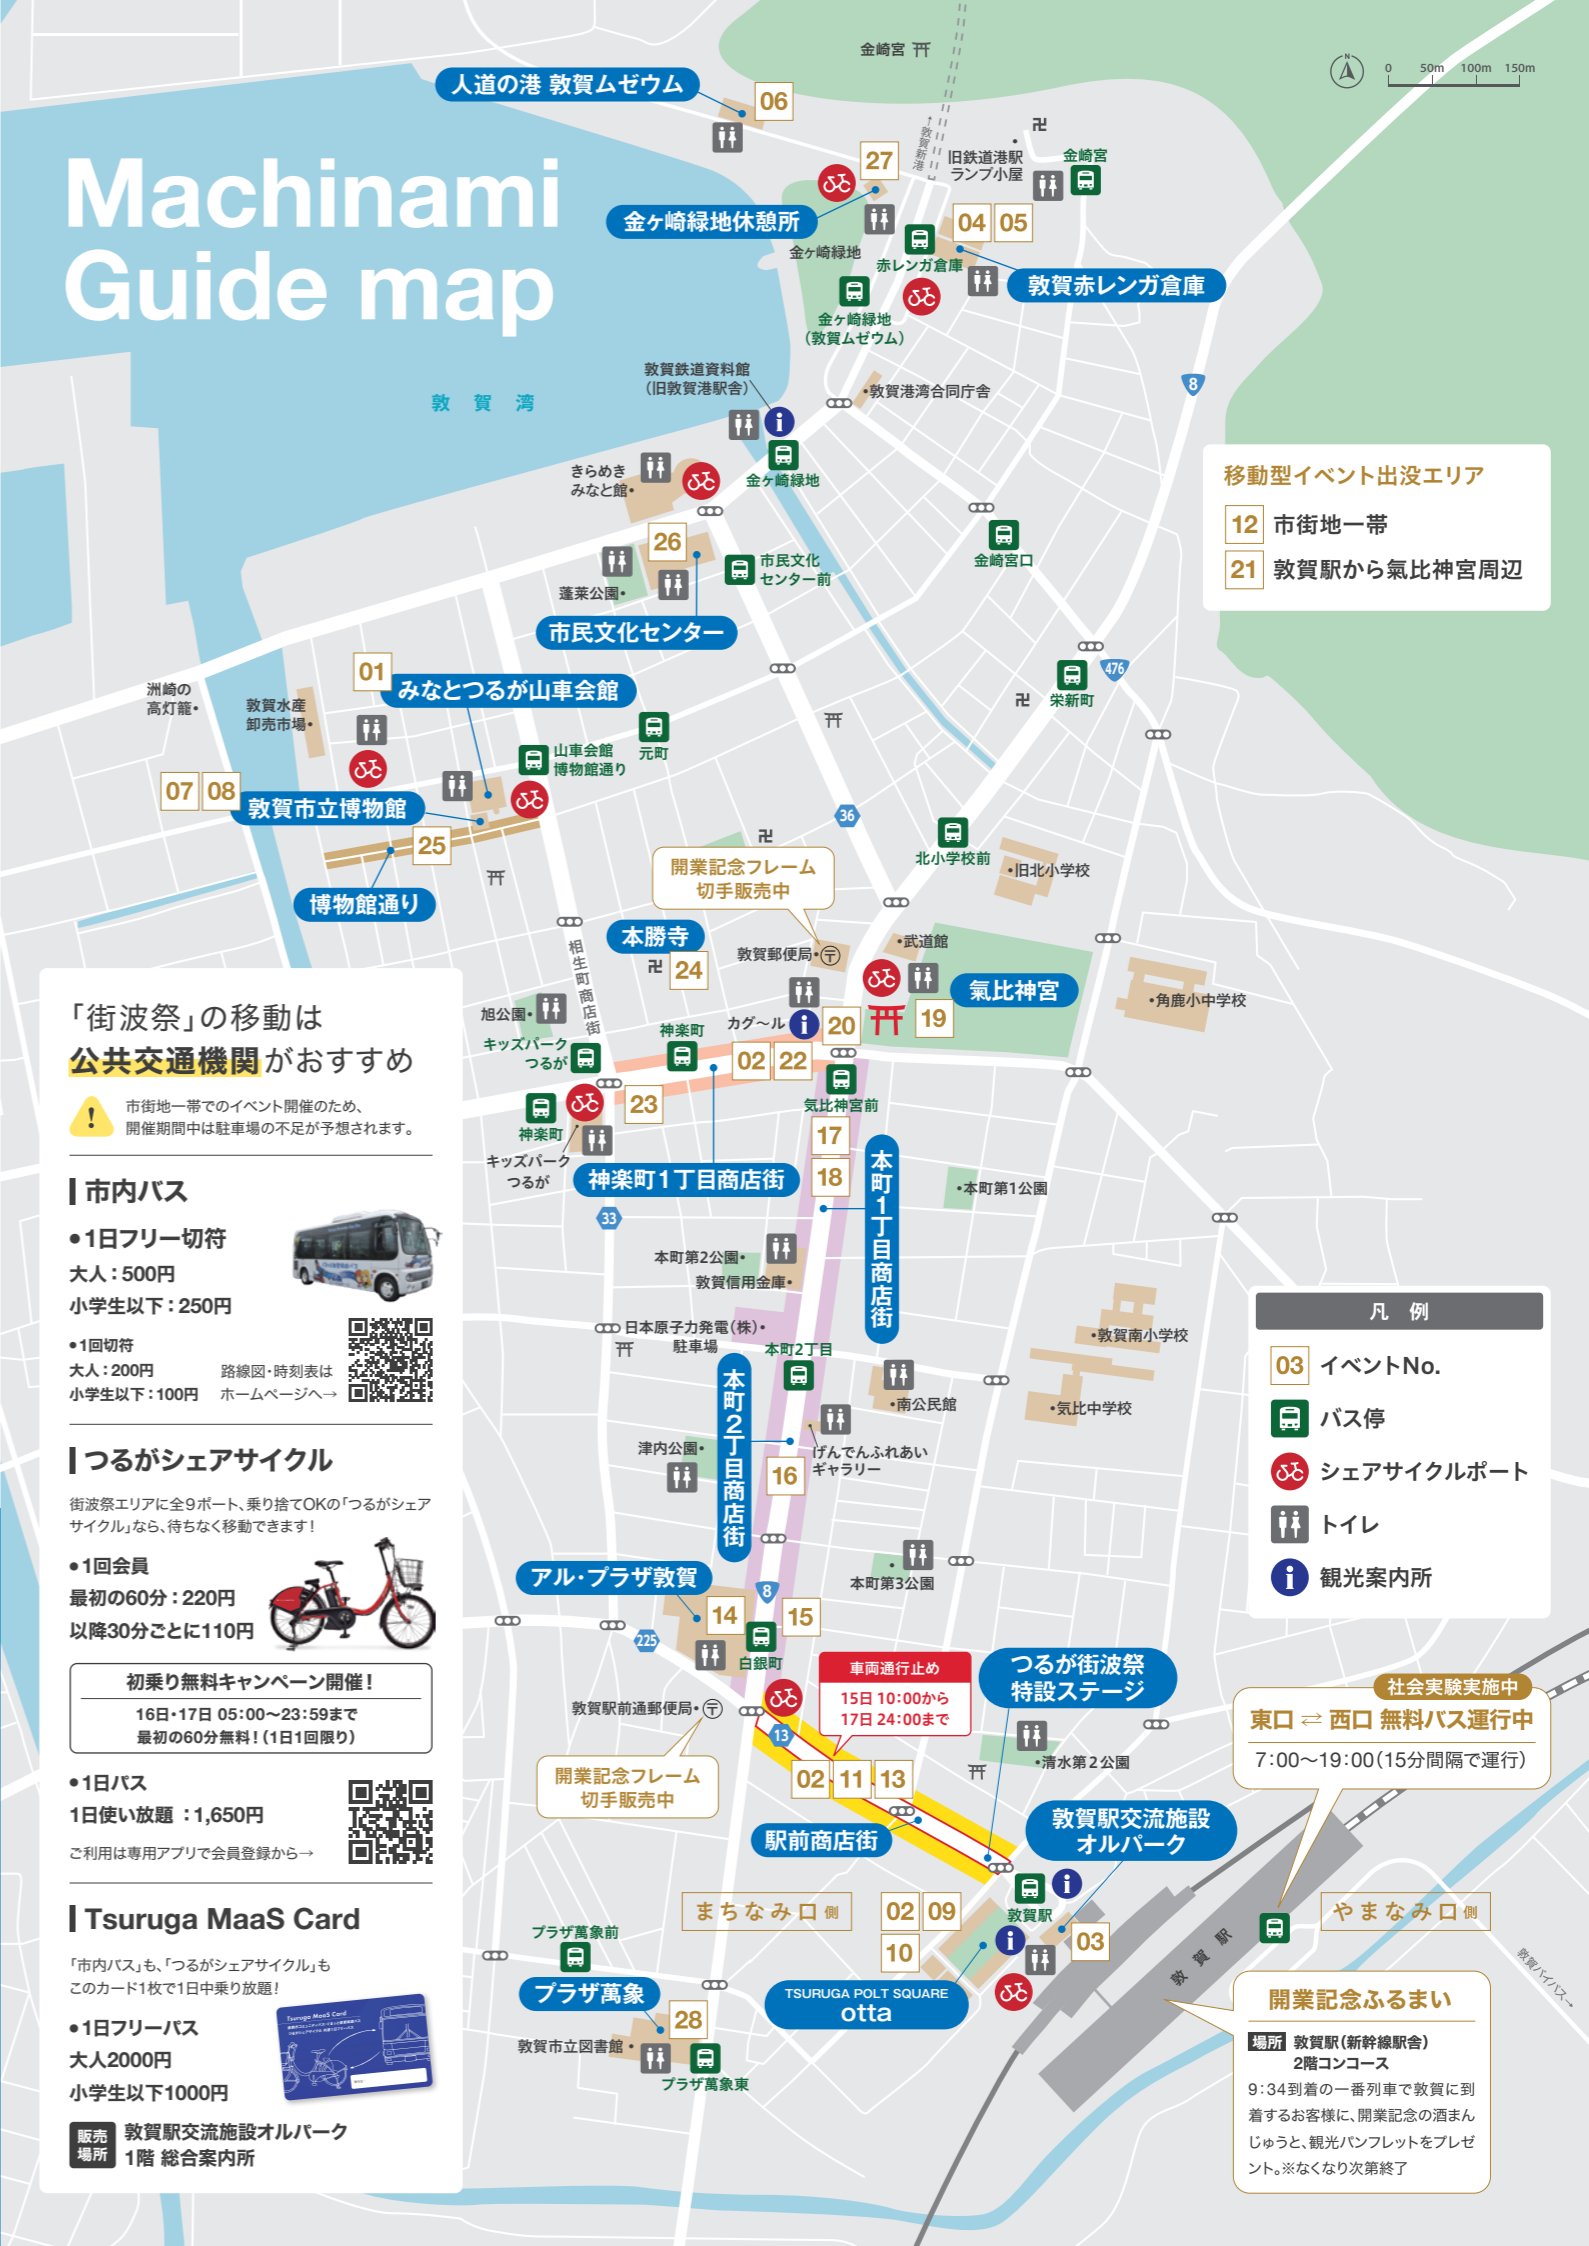 Machinami
Guide map
敦賀湾
N
0 50m 100m 150m
金崎宮
人道の港 敦賀ムゼウム
06
←敦賀新港
27
旧鉄道港駅
ランプ小屋
金崎宮
金ヶ崎緑地休憩所
04 05
金ヶ崎緑地
赤レンガ倉庫
敦賀赤レンガ倉庫
金ヶ崎緑地
（敦賀ムゼウム）
敦賀鉄道資料館
（旧敦賀港駅舎）
•敦賀港湾合同庁舎
8
きらめき
みなと館•
金ヶ崎緑地
移動型イベント出没エリア
12 市街地一帯
21 敦賀駅から氣比神宮周辺
26
市民文化
センター前
金崎宮口
蓬莱公園•
市民文化センター
476
栄新町
01
みなとつるが山車会館
洲崎の
高灯籠•
敦賀水産
卸売市場•
山車会館
博物館通り
元町
07 08
敦賀市立博物館
25
博物館通り
36
北小学校前
•旧北小学校
開業記念フレーム
切手販売中
本勝寺
24
敦賀郵便局•
•武道館
氣比神宮
•角鹿小中学校
相生町商店街
旭公園•
キッズパーク
つるが
神楽町
カグ〜ル
20
19
02 22
23
神楽町
気比神宮前
キッズパーク
つるが
神楽町1丁目商店街
17
18
本町1丁目商店街
•本町第1公園
33
本町第2公園•
敦賀信用金庫•
日本原子力発電（株）•
駐車場
•敦賀南小学校
本町2丁目
本町2丁目商店街
•南公民館
•気比中学校
津内公園•
げんでんふれあい
ギャラリー
16
本町第3公園
アル・プラザ敦賀
8
14
15
225
白銀町
敦賀駅前通郵便局•
車両通行止め
15日 10：00から
17日 24：00まで
つるが街波祭
特設ステージ
13
•清水第2公園
開業記念フレーム
切手販売中
02 11 13
駅前商店街
敦賀駅交流施設
オルパーク
社会実験実施中
東口 ⇄ 西口 無料バス運行中
7：00〜19：00（15分間隔で運行）
まちなみ口側
02 09
10
敦賀駅
03
敦賀駅
やまなみ口側
敦賀バイパス→
TSURUGA POLT SQUARE
otta
プラザ萬象前
プラザ萬象
28
敦賀市立図書館•
プラザ萬象東
開業記念ふるまい
場所 敦賀駅（新幹線駅舎）
2階コンコース
9：34到着の一番列車で敦賀に到
着するお客様に、開業記念の酒まん
じゅうと、観光パンフレットをプレゼ
ント。※なくなり次第終了
凡例
03 イベントNo.
バス停
シェアサイクルポート
トイレ
観光案内所
「街波祭」の移動は
公共交通機関がおすすめ
市街地一帯でのイベント開催のため、
開催期間中は駐車場の不足が予想されます。
市内バス
●1日フリー切符
大人：500円
小学生以下：250円
●1回切符
大人：200円
小学生以下：100円
路線図・時刻表は
ホームページへ→
つるがシェアサイクル
街波祭エリアに全9ポート、乗り捨てOKの「つるがシェア
サイクル」なら、待ちなく移動できます！
●1回会員
最初の60分：220円
以降30分ごとに110円
初乗り無料キャンペーン開催！
16日・17日 05：00〜23：59まで
最初の60分無料！（1日1回限り）
●1日パス
1日使い放題 ：1,650円
ご利用は専用アプリで会員登録から→
Tsuruga MaaS Card
「市内バス」も、「つるがシェアサイクル」も
このカード1枚で1日中乗り放題！
●1日フリーパス
大人2000円
小学生以下1000円
Tsuruga MaaS Card
販売
場所
敦賀駅交流施設オルパーク
1階 総合案内所